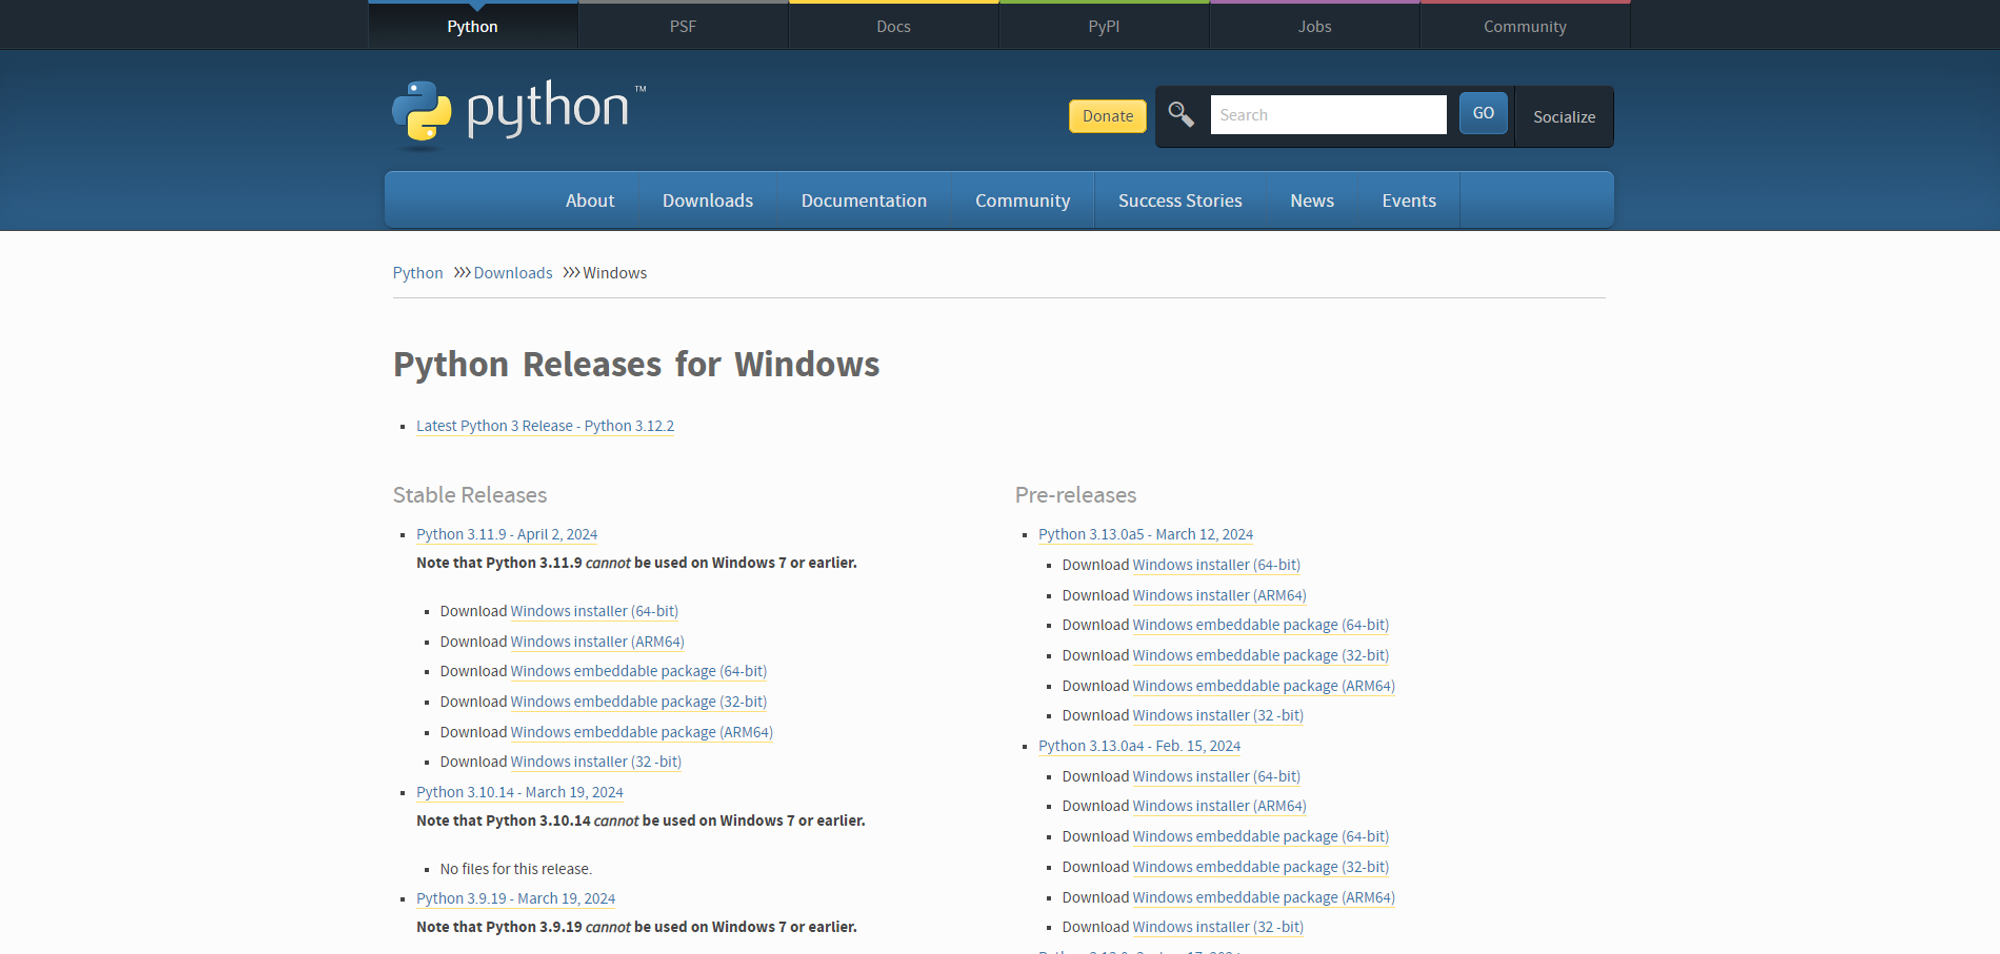 Python
PSF
Docs
PyPI
Jobs
Community
python™
Donate
Search
GO
Socialize
About
Downloads
Documentation
Community
Success Stories
News
Events
Python >>> Downloads >>> Windows
Python Releases for Windows
Latest Python 3 Release - Python 3.12.2
Stable Releases
Python 3.11.9 - April 2, 2024
Note that Python 3.11.9 cannot be used on Windows 7 or earlier.
Download Windows installer (64-bit)
Download Windows installer (ARM64)
Download Windows embeddable package (64-bit)
Download Windows embeddable package (32-bit)
Download Windows embeddable package (ARM64)
Download Windows installer (32 -bit)
Python 3.10.14 - March 19, 2024
Note that Python 3.10.14 cannot be used on Windows 7 or earlier.
No files for this release.
Python 3.9.19 - March 19, 2024
Note that Python 3.9.19 cannot be used on Windows 7 or earlier.
Pre-releases
Python 3.13.0a5 - March 12, 2024
Download Windows installer (64-bit)
Download Windows installer (ARM64)
Download Windows embeddable package (64-bit)
Download Windows embeddable package (32-bit)
Download Windows embeddable package (ARM64)
Download Windows installer (32 -bit)
Python 3.13.0a4 - Feb. 15, 2024
Download Windows installer (64-bit)
Download Windows installer (ARM64)
Download Windows embeddable package (64-bit)
Download Windows embeddable package (32-bit)
Download Windows embeddable package (ARM64)
Download Windows installer (32 -bit)